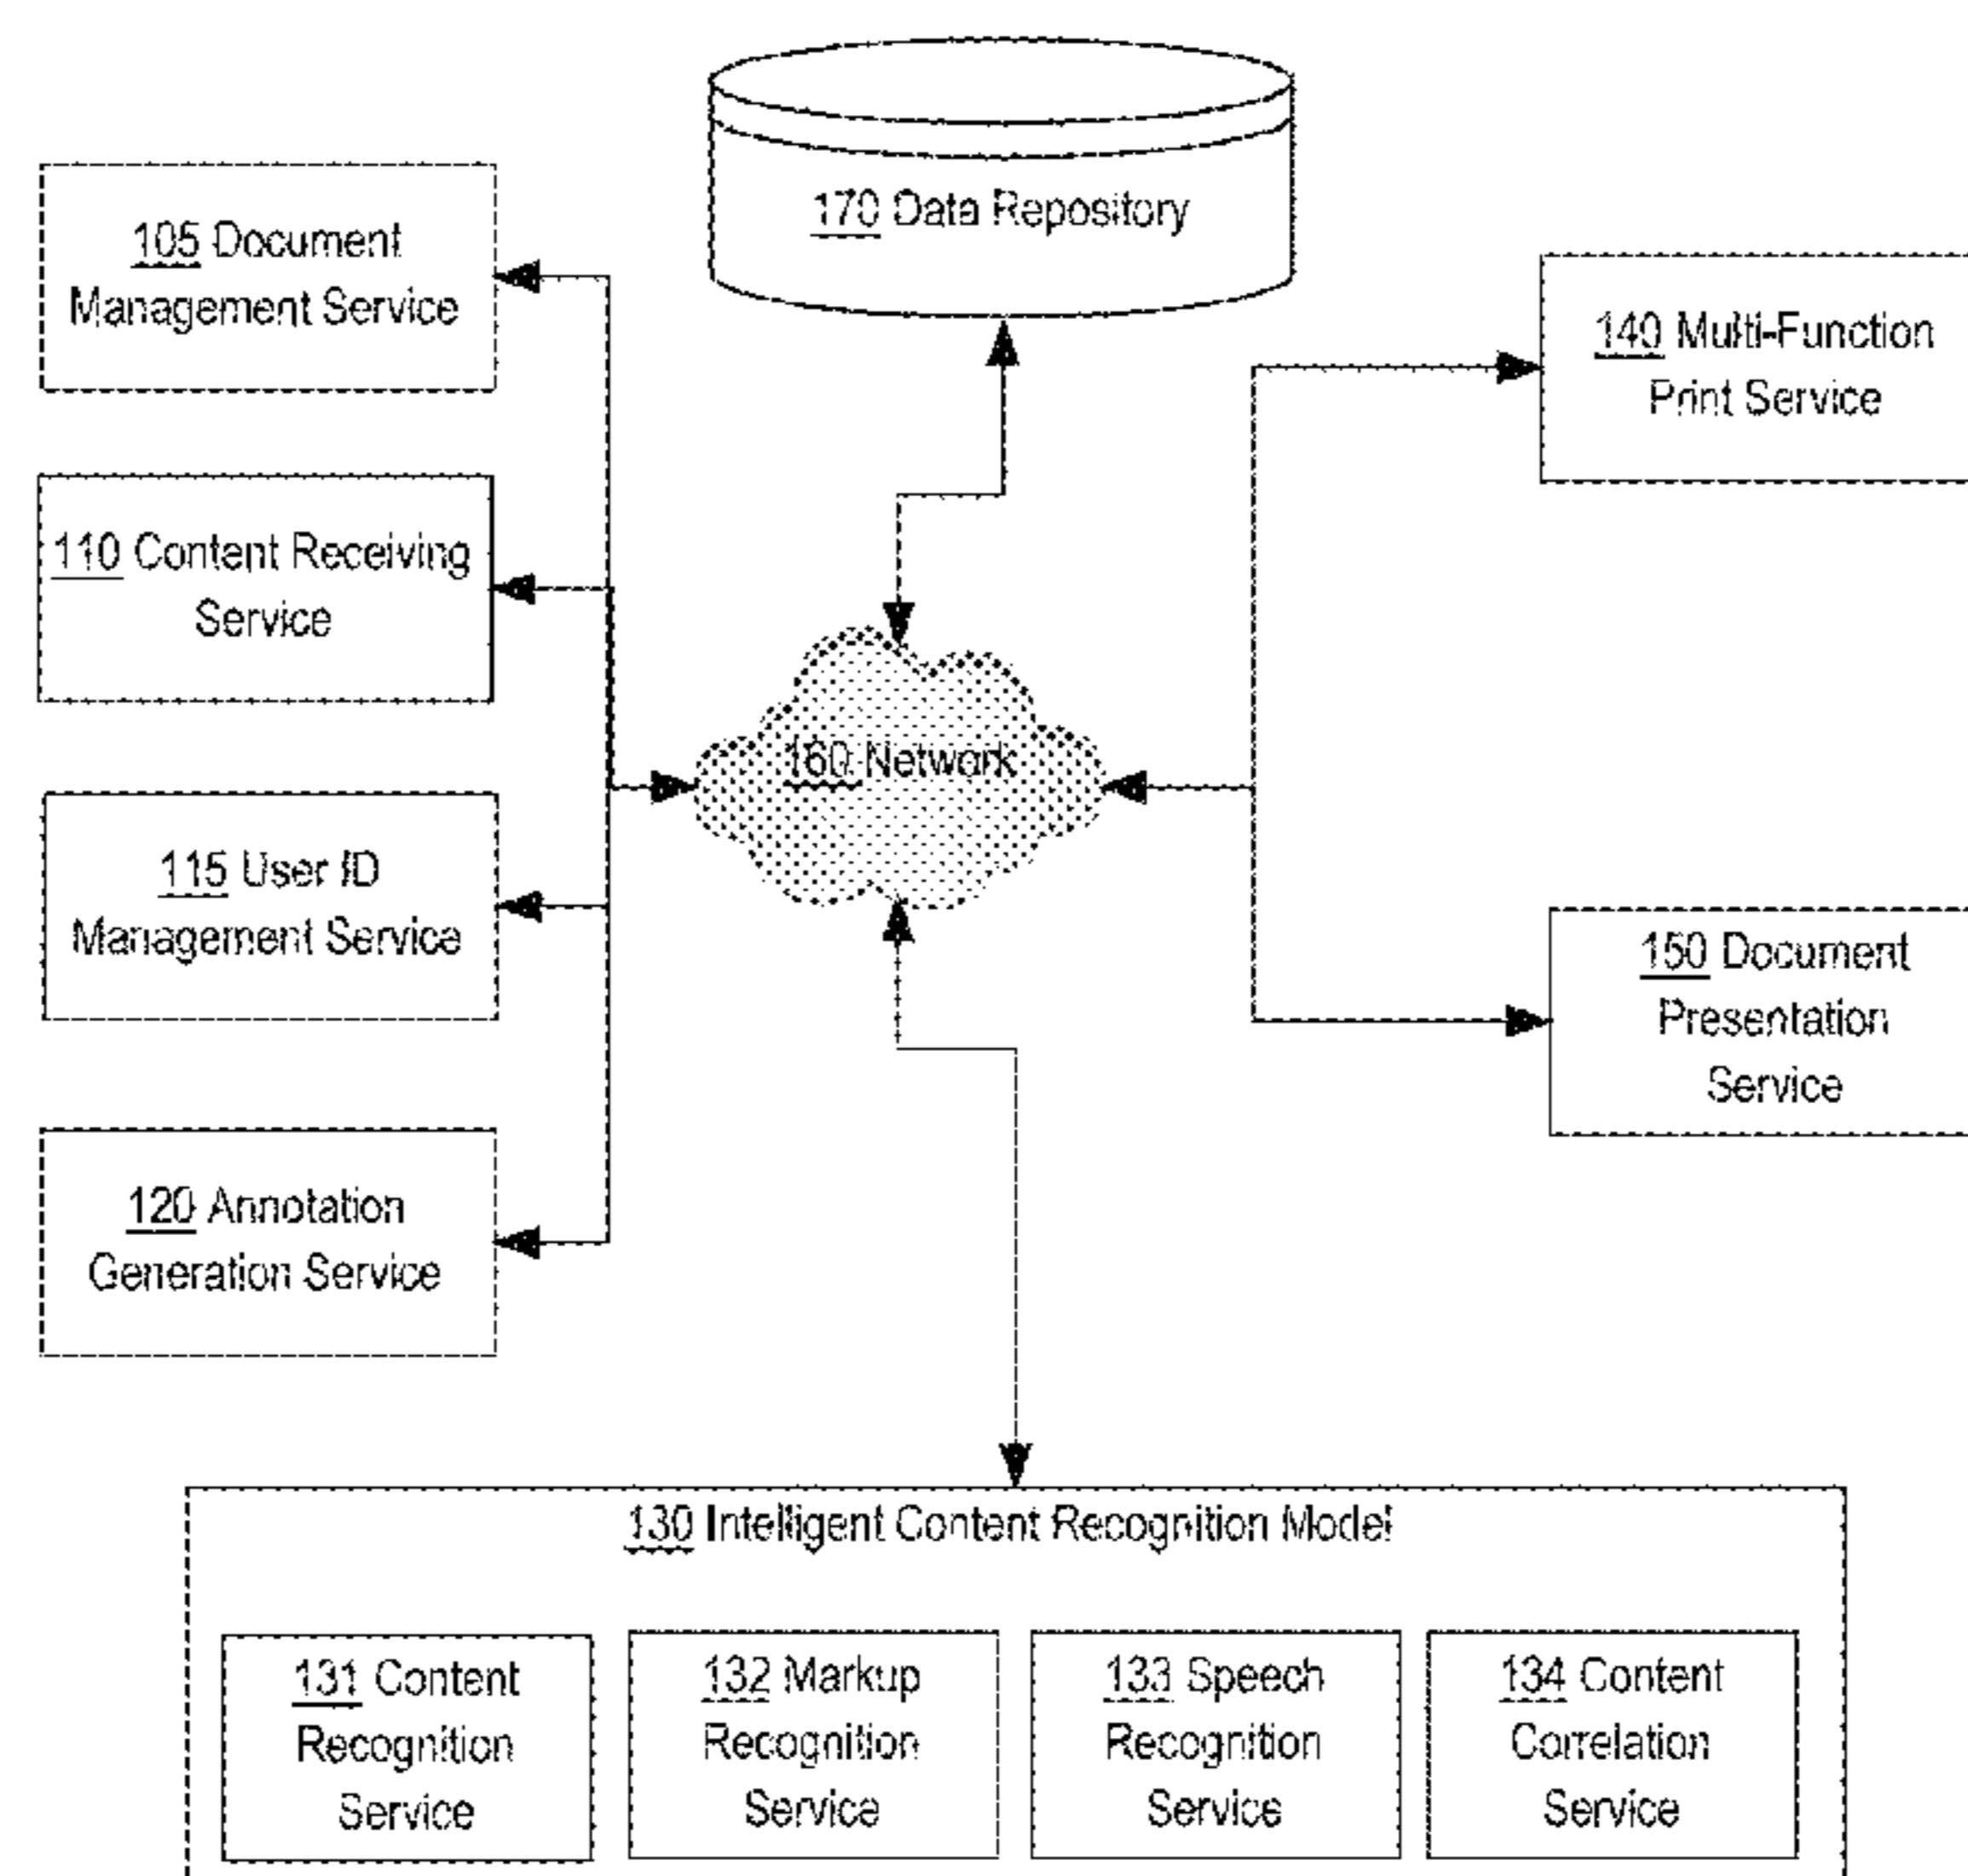 170 Data Repository
105 Document
Management Service
140 Multi-Function
Print Service
110 Content Receiving
Service
160 Network
115 User ID
Management Service
150 Document
Presentation
Service
120 Annotation
Generation Service
130 Intelligent Content Recognition Model
131 Content
Recognition
Service
132 Markup
Recognition
Service
133 Speech
Recognition
Service
134 Content
Correlation
Service